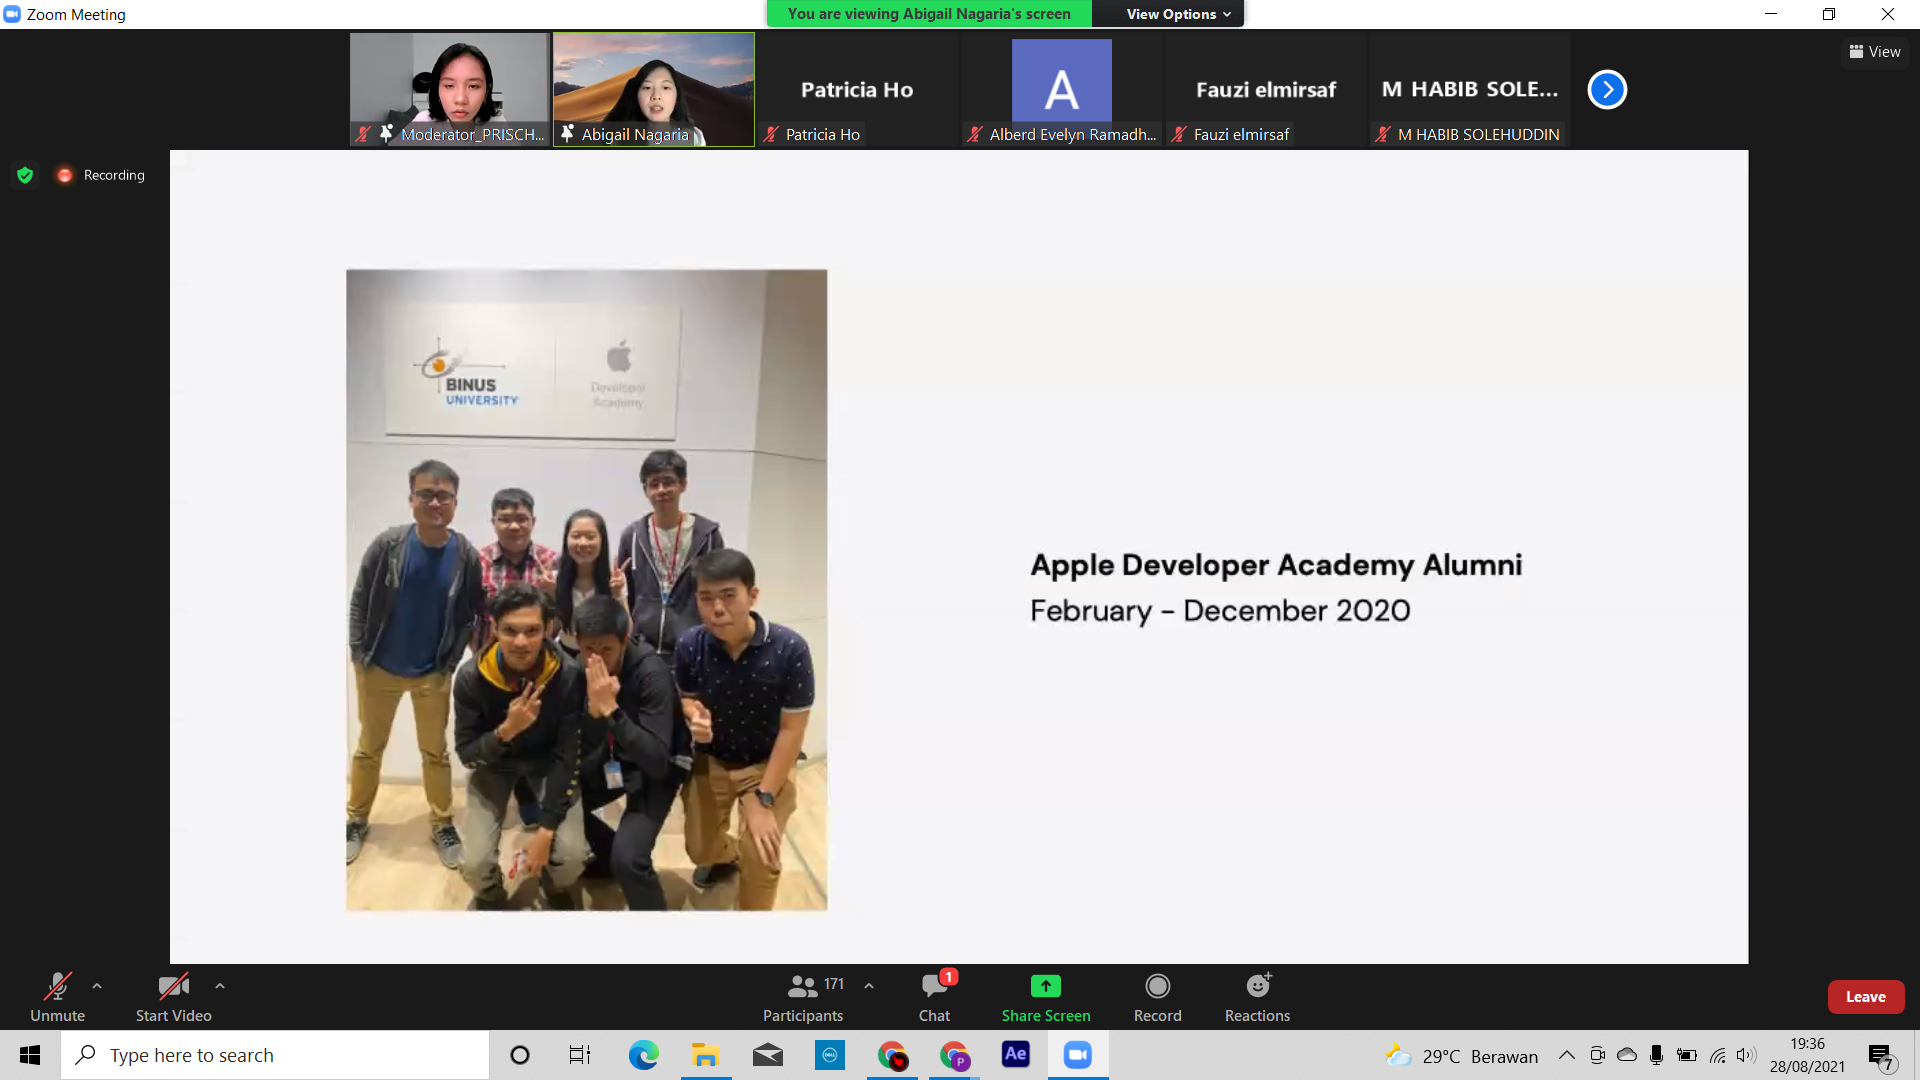 Zoom Meeting
You are viewing Abigail Nagaria's screen
View Options
View
Patricia Ho
A
Fauzi elmirsaf
M HABIB SOLE...
Moderator_PRISCH...
Abigail Nagaria
Patricia Ho
Alberd Evelyn Ramadh...
Fauzi elmirsaf
M HABIB SOLEHUDDIN
Recording
BINUS
UNIVERSITY
Developer
Academy
Apple Developer Academy Alumni
February – December 2020
Unmute
Start Video
171
Participants
1
Chat
Share Screen
Record
Reactions
Leave
Type here to search
DELL
P
Ae
29°C Berawan
19:36
28/08/2021
7